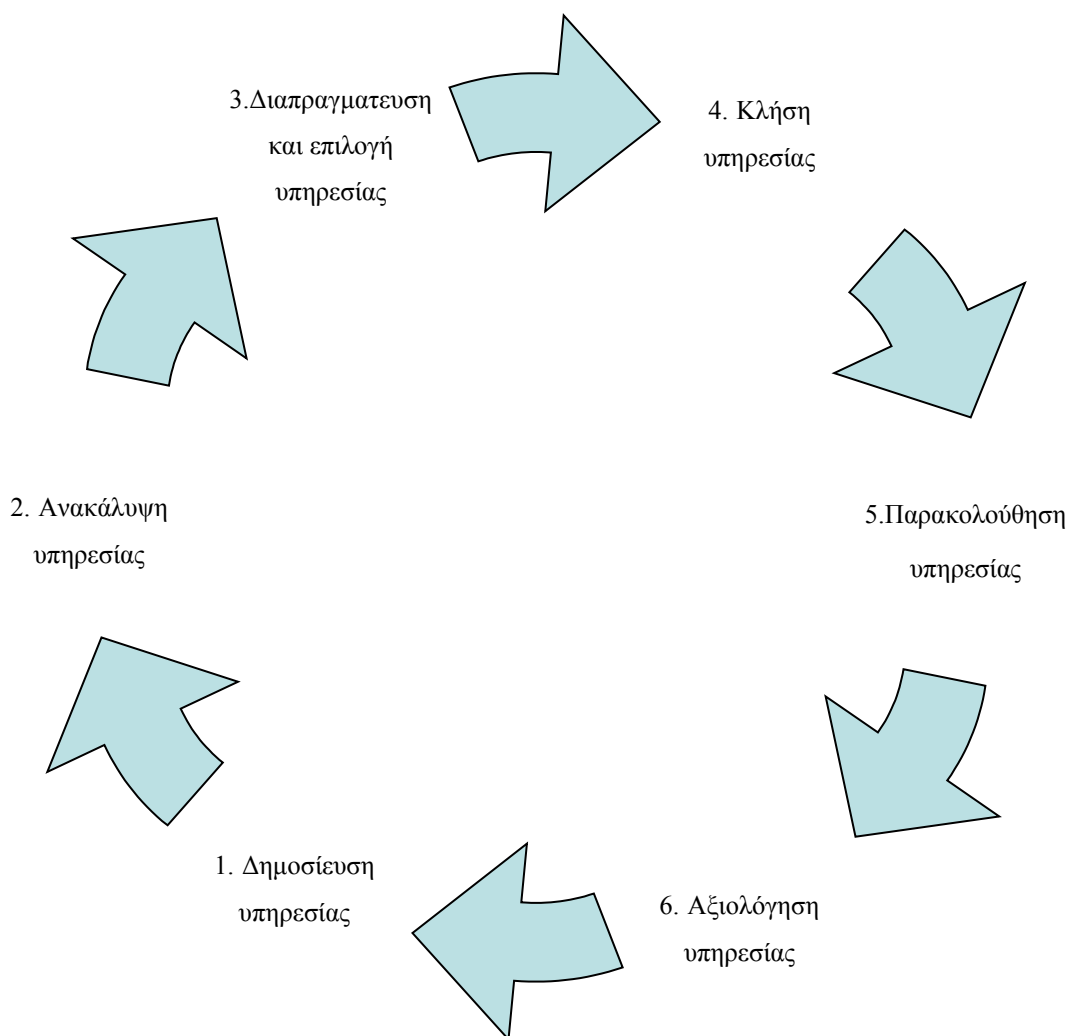 3.Διαπραγματευση
και επιλογή
υπηρεσίας
4. Κλήση
υπηρεσίας
2. Ανακάλυψη
υπηρεσίας
5.Παρακολούθηση
υπηρεσίας
1. Δημοσίευση
υπηρεσίας
6. Αξιολόγηση
υπηρεσίας